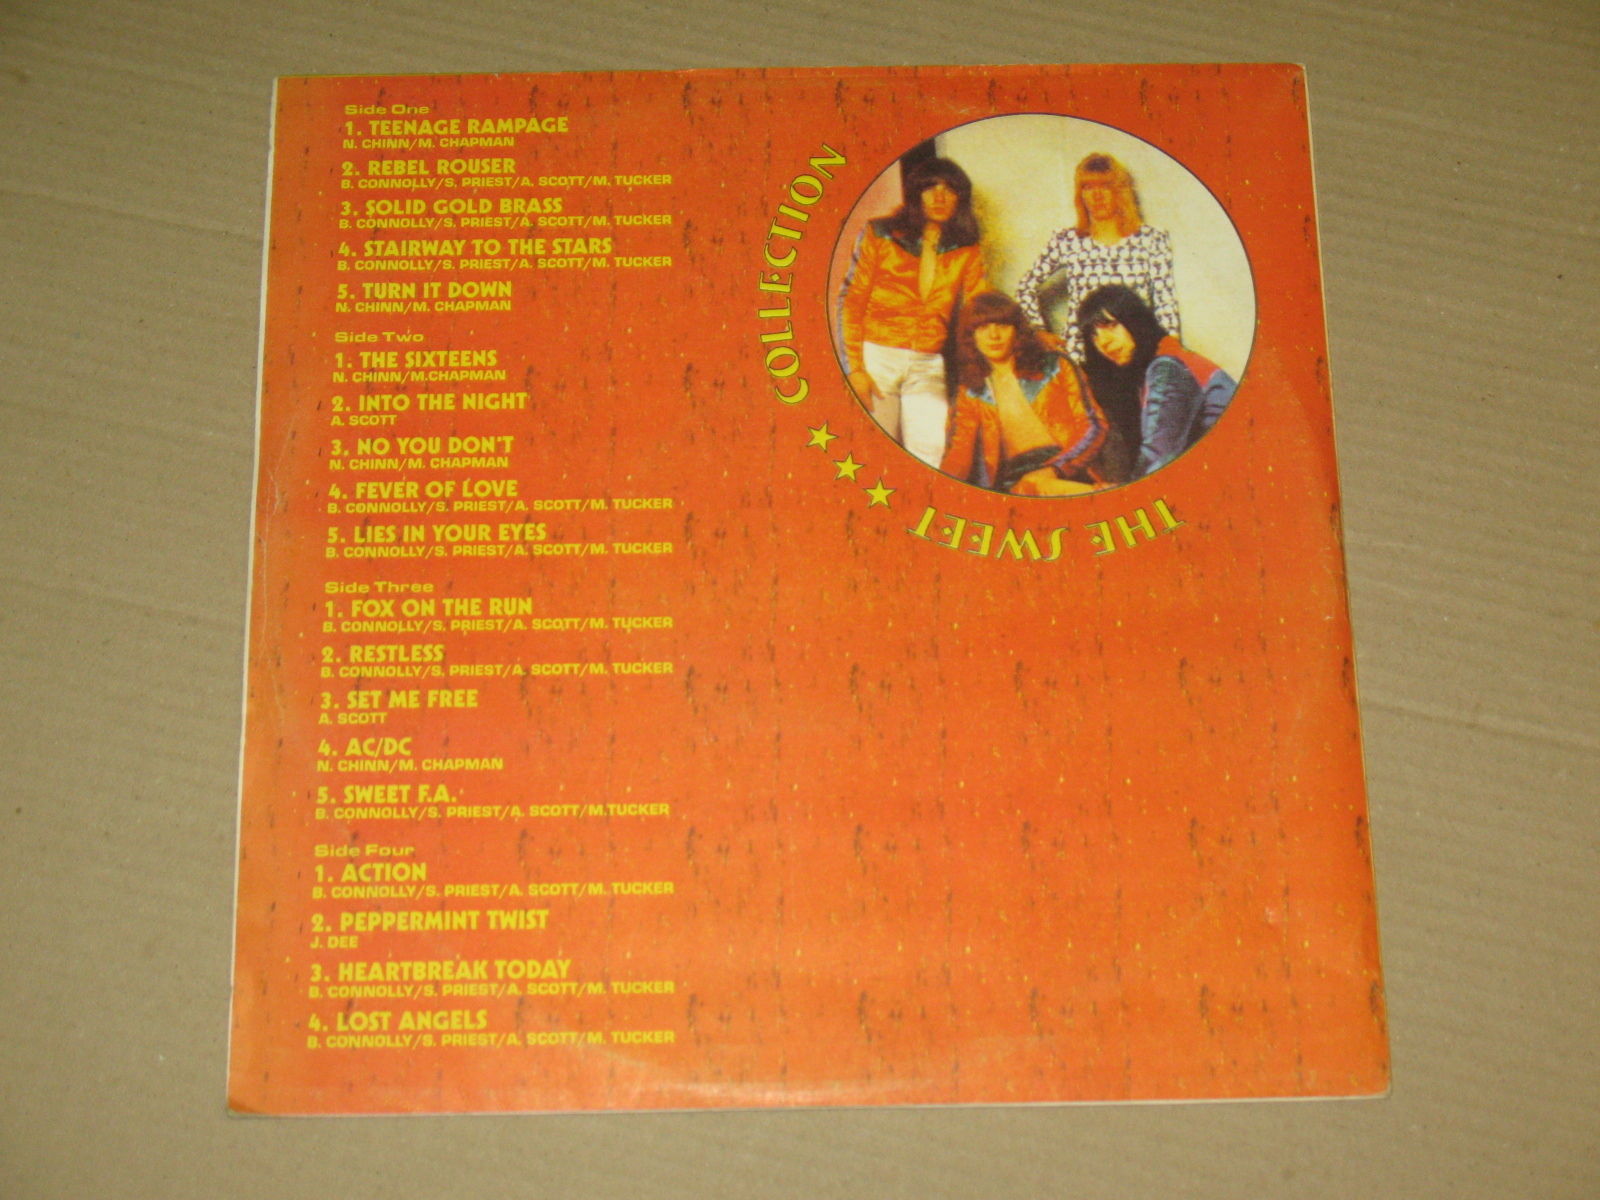 Side One
1. TEENAGE RAMPAGE
N. CHINN/M. CHAPMAN
2. REBEL ROUSER
B. CONNOLLY/S. PRIEST/A. SCOTT/M. TUCKER
3. SOLID GOLD BRASS
B. CONNOLLY/S. PRIEST/A. SCOTT/M. TUCKER
4. STAIRWAY TO THE STARS
B. CONNOLLY/S. PRIEST/A. SCOTT/M. TUCKER
5. TURN IT DOWN
N. CHINN/M. CHAPMAN
Side Two
1. THE SIXTEENS
N. CHINN/M.CHAPMAN
2. INTO THE NIGHT
A. SCOTT
3. NO YOU DON'T
N. CHINN/M. CHAPMAN
4. FEVER OF LOVE
B. CONNOLLY/S. PRIEST/A. SCOTT/M. TUCKER
5. LIES IN YOUR EYES
B. CONNOLLY/S. PRIEST/A. SCOTT/M. TUCKER
Side Three
1. FOX ON THE RUN
B. CONNOLLY/S. PRIEST/A. SCOTT/M. TUCKER
2. RESTLESS
B. CONNOLLY/S. PRIEST/A. SCOTT/M. TUCKER
3. SET ME FREE
A. SCOTT
4. AC/DC
N. CHINN/M. CHAPMAN
5. SWEET F.A.
B. CONNOLLY/S. PRIEST/A. SCOTT/M.TUCKER
Side Four
1. ACTION
B. CONNOLLY/S. PRIEST/A. SCOTT/M. TUCKER
2. PEPPERMINT TWIST
J. DEE
3. HEARTBREAK TODAY
B. CONNOLLY/S. PRIEST/A. SCOTT/M. TUCKER
4. LOST ANGELS
B. CONNOLLY/S. PRIEST/A. SCOTT/M. TUCKER
THE SWEET
COLLECTION